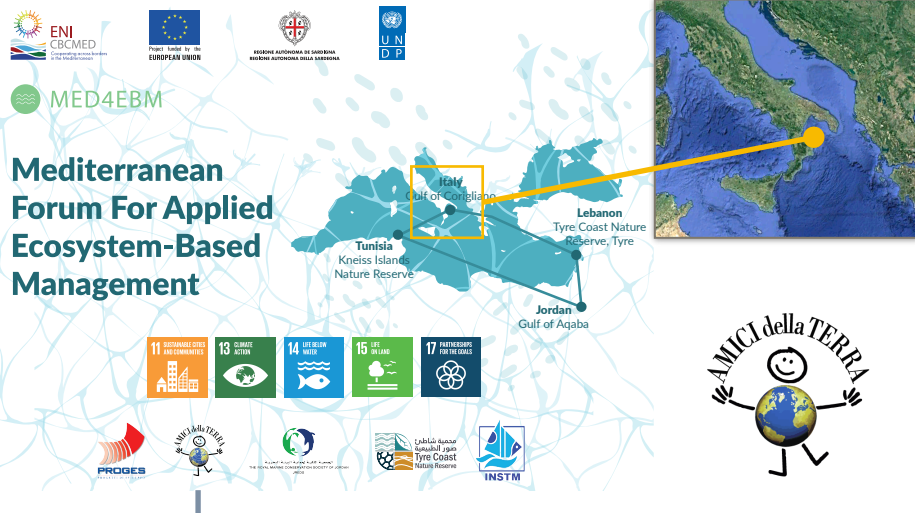 ENI
CBCMED
Cooperating across borders
in the Mediterranean
Project funded by the
EUROPEAN UNION
REGIONE AUTÒNOMA DE SARDIGNA
REGIONE AUTONOMA DELLA SARDEGNA
U N
D P
MED4EBM
Mediterranean
Forum For Applied
Ecosystem-Based
Management
Italy
Gulf of Corigliano
Lebanon
Tyre Coast Nature
Reserve, Tyre
Tunisia
Kneiss Islands
Nature Reserve
Jordan
Gulf of Aqaba
11 SUSTAINABLE CITIES
AND COMMUNITIES
13 CLIMATE
ACTION
14 LIFE BELOW
WATER
15 LIFE
ON LAND
17 PARTNERSHIPS
FOR THE GOALS
AMICI della TERRA
PROGES
AMICI della TERRA
THE ROYAL MARINE CONSERVATION SOCIETY OF JORDAN
JREDS
محمية شاطئ
صور الطبيعية
Tyre Coast
Nature Reserve
INSTM